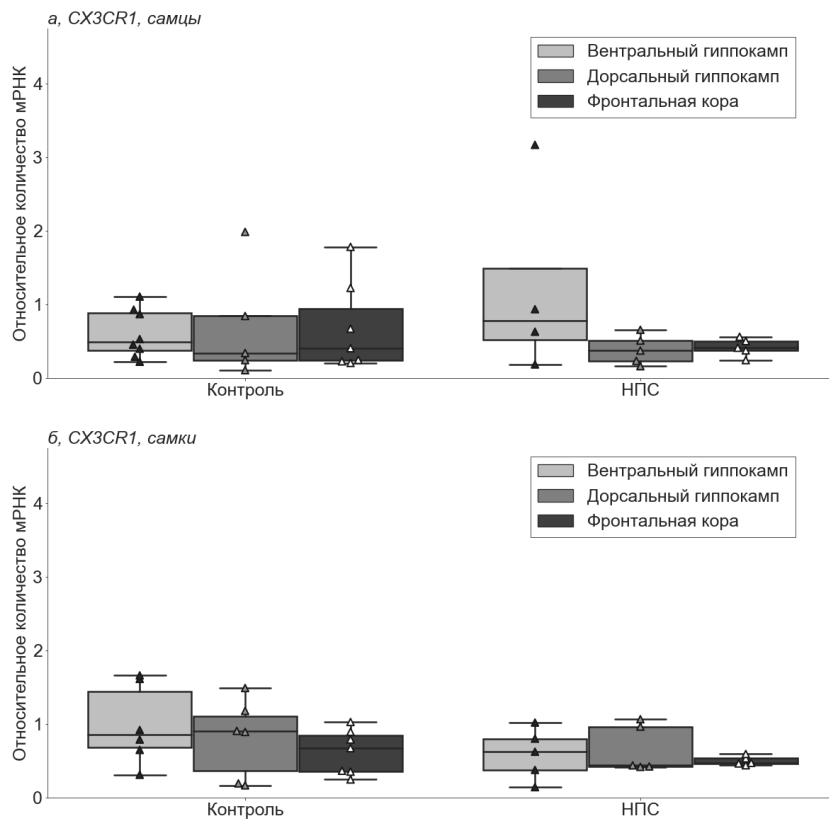 а, CX3CR1, самцы
Относительное количество мРНК
4
3
2
1
0
Вентральный гиппокамп
Дорсальный гиппокамп
Фронтальная кора
Контроль
НПС
б, CX3CR1, самки
Относительное количество мРНК
4
3
2
1
0
Вентральный гиппокамп
Дорсальный гиппокамп
Фронтальная кора
Контроль
НПС